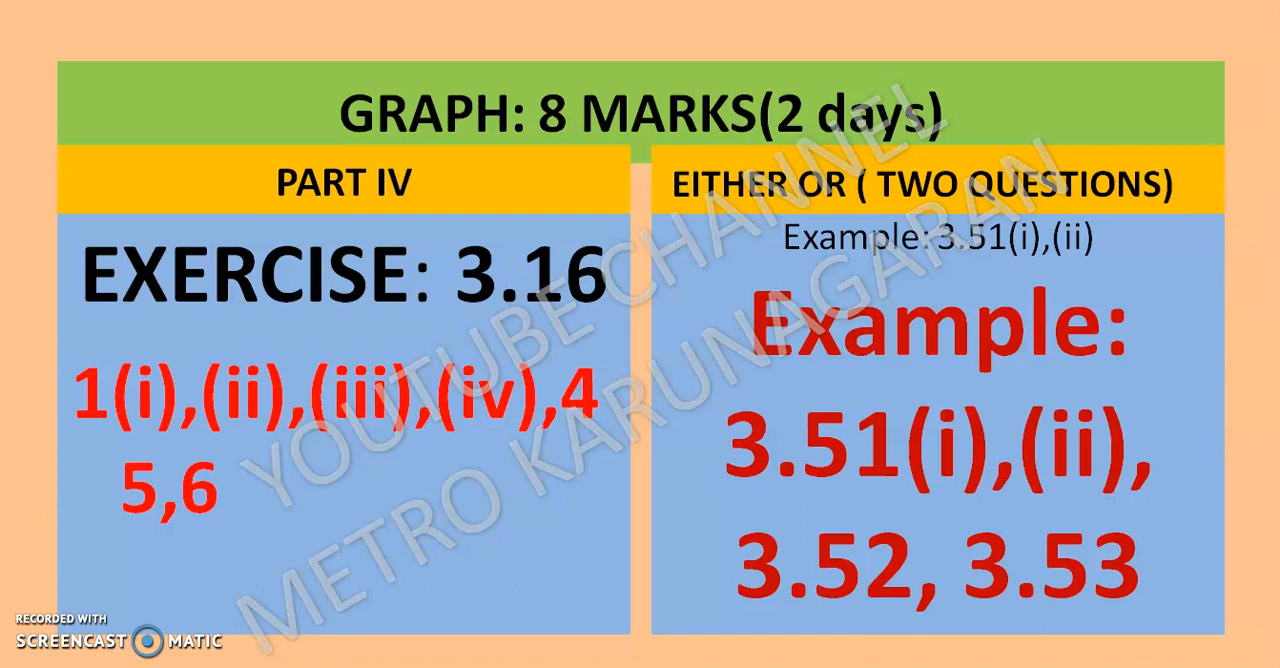 GRAPH: 8 MARKS(2 days)
PART IV
EXERCISE: 3.16
1(i),(ii),(iii),(iv),4
5,6
EITHER OR ( TWO QUESTIONS)
Example: 3.51(i),(ii)
Example:
3.51(i),(ii),
3.52, 3.53
YOUTUBE CHANNEL
METRO KARUNAGARAN
RECORDED WITH
SCREENCAST MATIC